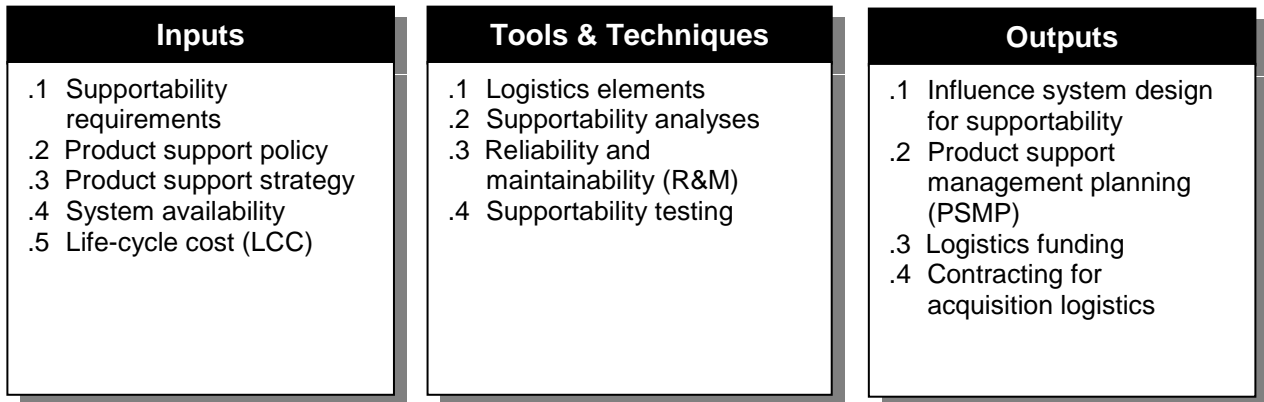 Inputs
.1 Supportability
requirements
.2 Product support policy
.3 Product support strategy
.4 System availability
.5 Life-cycle cost (LCC)
Tools & Techniques
.1 Logistics elements
.2 Supportability analyses
.3 Reliability and
maintainability (R&M)
.4 Supportability testing
Outputs
.1 Influence system design
for supportability
.2 Product support
management planning
(PSMP)
.3 Logistics funding
.4 Contracting for
acquisition logistics